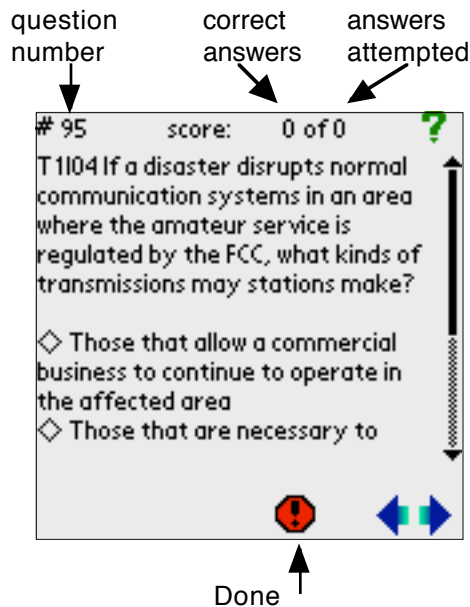 question correct answers
number answers attempted
# 95 score: 0 of 0 ?
T1I04 If a disaster disrupts normal
communication systems in an area
where the amateur service is
regulated by the FCC, what kinds of
transmissions may stations make?
◇ Those that allow a commercial
business to continue to operate in
the affected area
◇ Those that are necessary to
!
Done